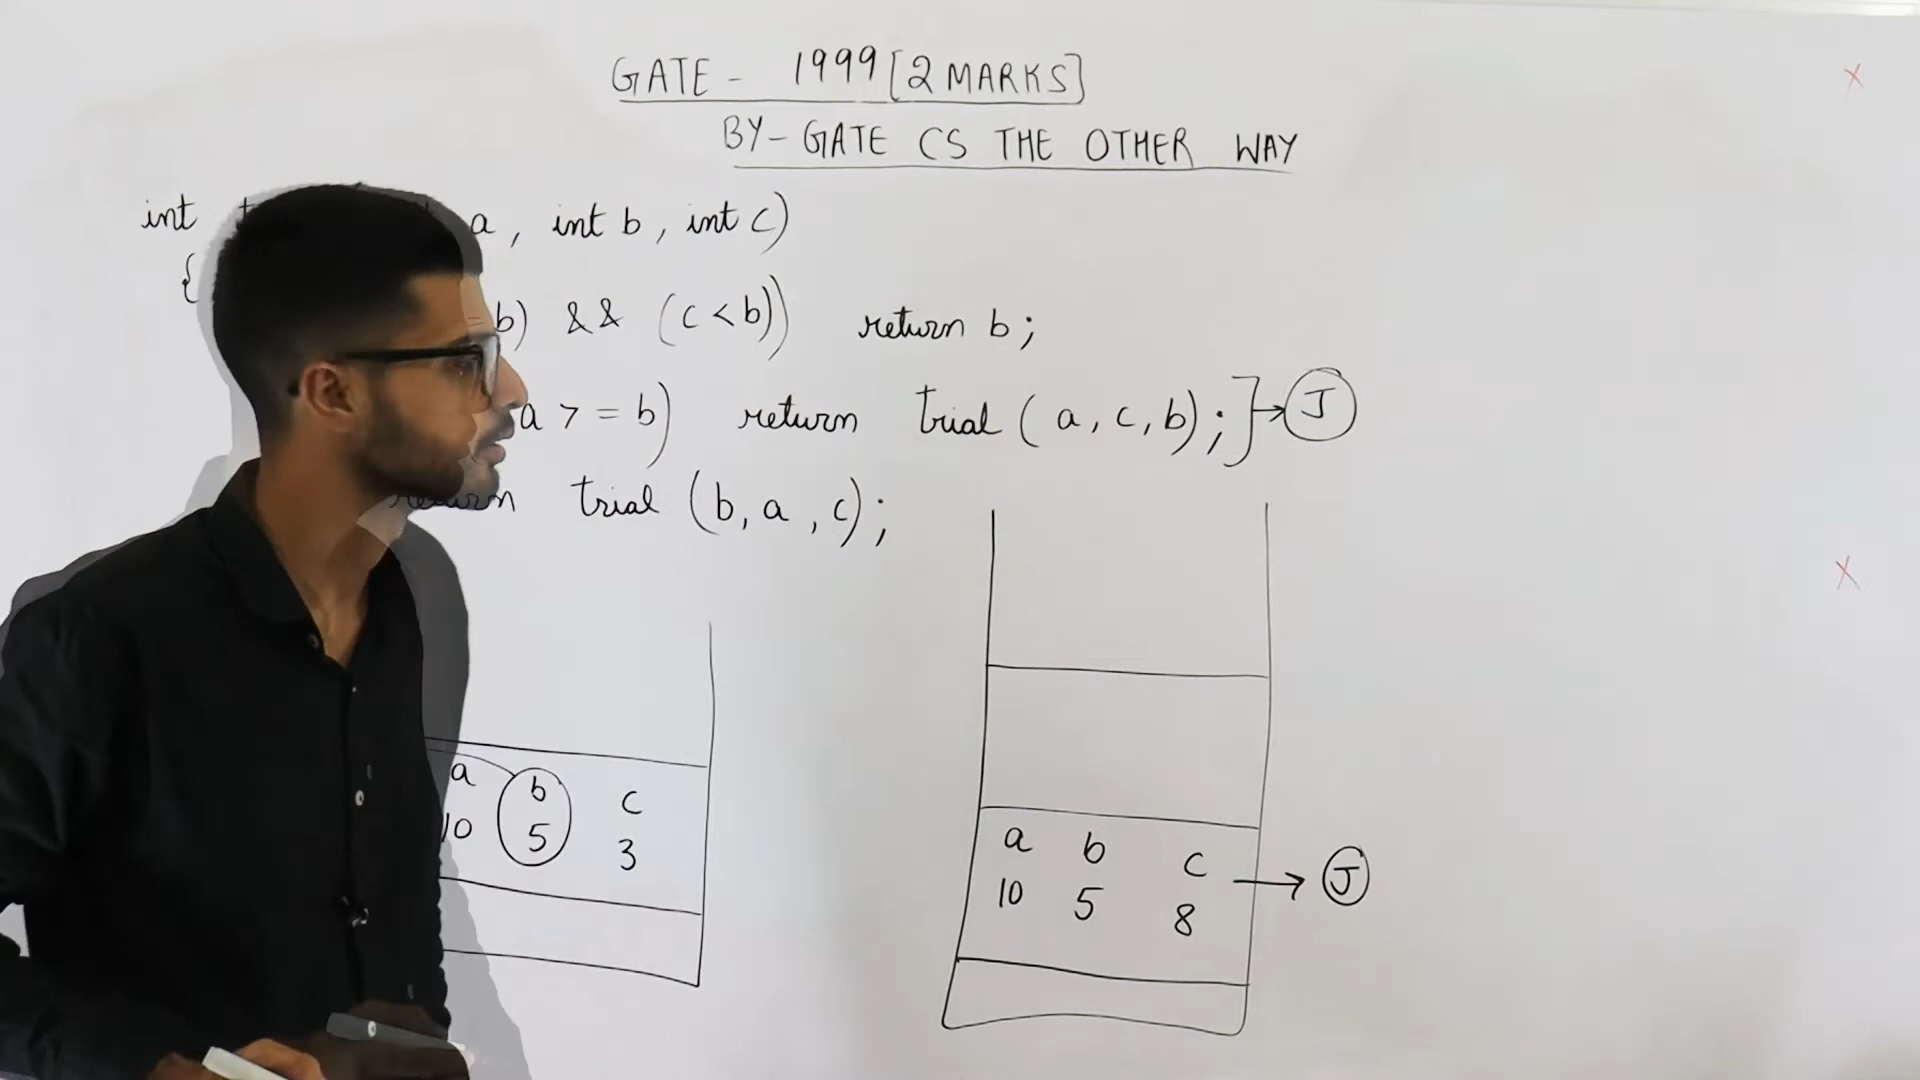 GATE - 1999 [2 MARKS]
BY - GATE CS THE OTHER WAY
int a , int b , int c)
{
= b) && (c < b)) return b ;
a > = b) return trial ( a , c , b) ; ] → J
return trial (b, a , c) ;
a b c
10 5 3
a b c → J
10 5 8